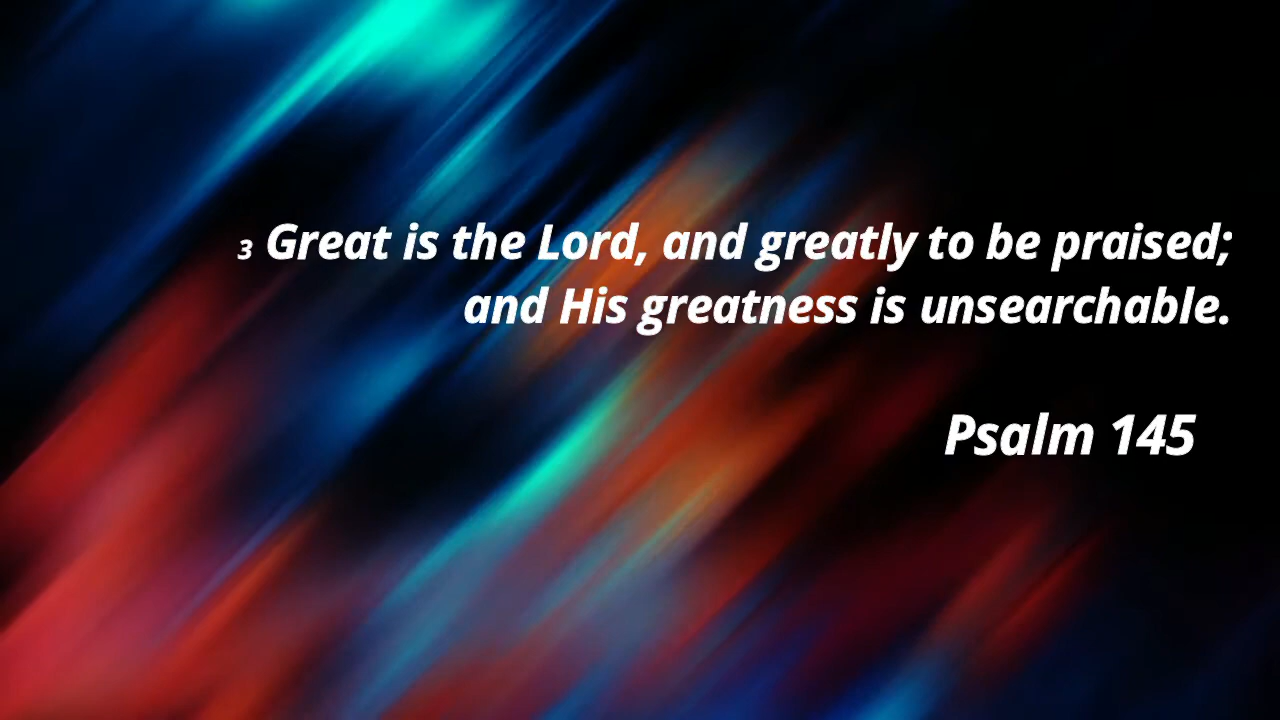 3 Great is the Lord, and greatly to be praised;
and His greatness is unsearchable.
Psalm 145